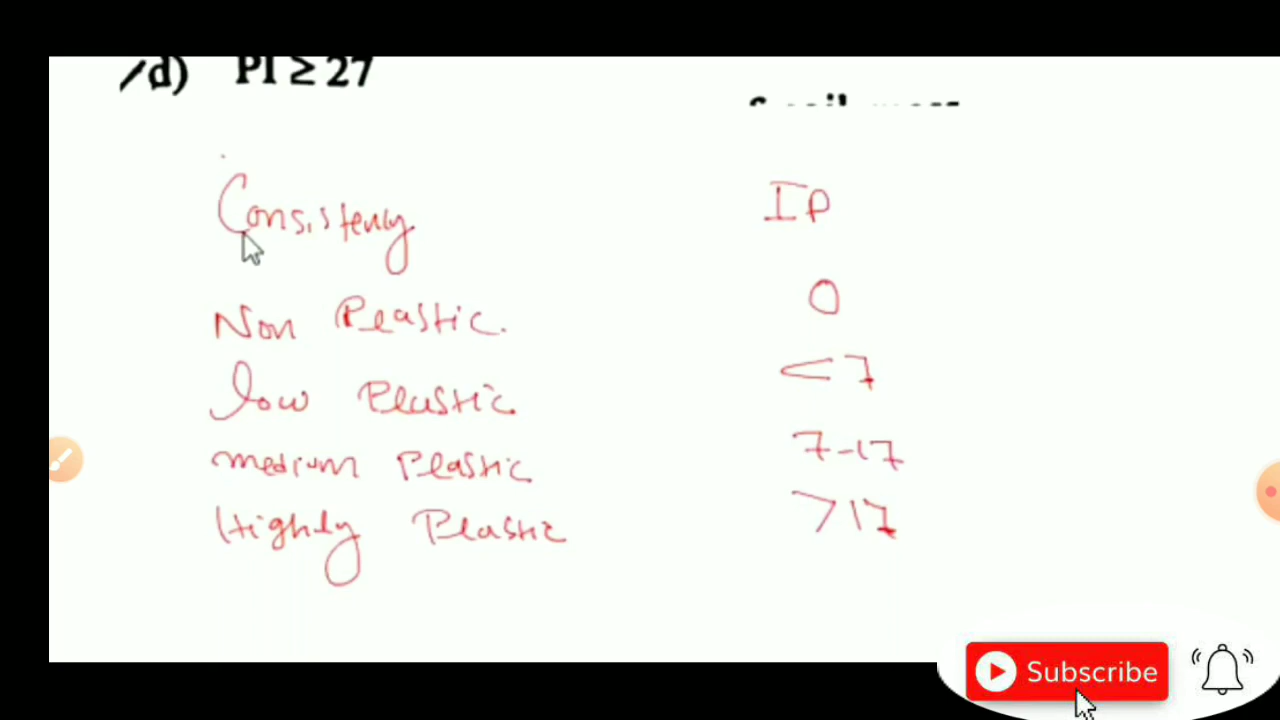 /d) PI ≥ 27
Consistency IP
Non Plastic. 0
low Plastic <7
medium Plastic 7-17
Highly Plastic >17
Subscribe